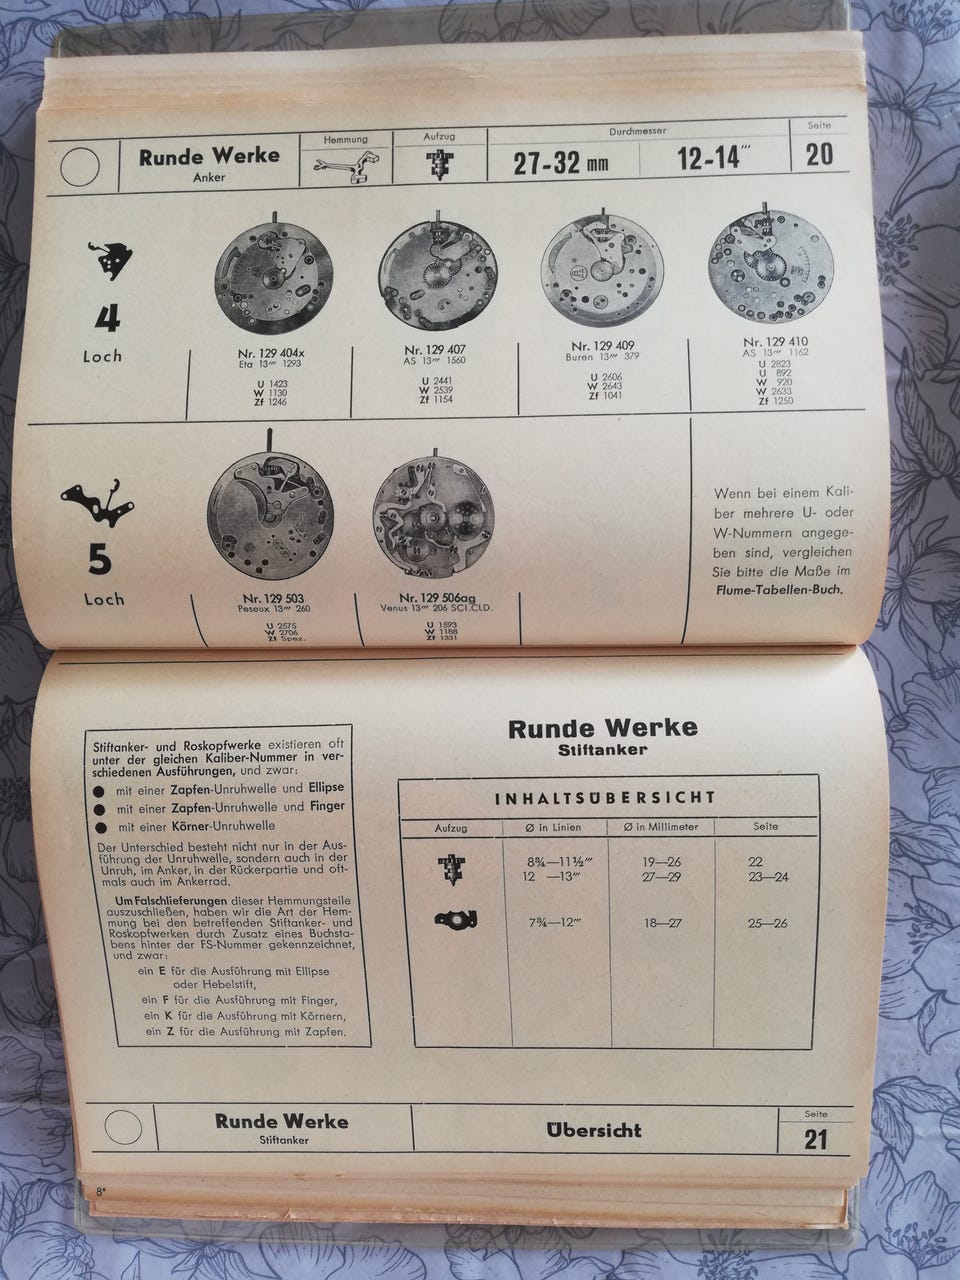 Runde Werke
Anker
Hemmung
Aufzug
Durchmesser
27-32 mm
12-14‴
Seite
20
4
Loch
Nr. 129 404x
Eta 13‴ 1293
U 1423
W 1130
Zf 1246
Nr. 129 407
AS 13‴ 1560
U 2441
W 2539
Zf 1154
Nr. 129 409
Buren 13‴ 379
U 2606
W 2643
Zf 1041
Nr. 129 410
AS 13‴ 1162
U 2823
U 892
W 920
W 2633
Zf 1250
5
Loch
Nr. 129 503
Peseux 13‴ 260
U 2575
W 2706
Zf Spez.
Nr. 129 506ag
Venus 13‴ 206 SCI.CLD.
U 1593
W 1188
Zf 1331
Wenn bei einem Kali-
ber mehrere U- oder
W-Nummern angege-
ben sind, vergleichen
Sie bitte die Maße im
Flume-Tabellen-Buch.
Stiftanker- und Roskopfwerke existieren oft
unter der gleichen Kaliber-Nummer in ver-
schiedenen Ausführungen, und zwar:
● mit einer Zapfen-Unruhwelle und Ellipse
● mit einer Zapfen-Unruhwelle und Finger
● mit einer Körner-Unruhwelle
Der Unterschied besteht nicht nur in der Aus-
führung der Unruhwelle, sondern auch in der
Unruh, im Anker, in der Rückerpartie und oft-
mals auch im Ankerrad.
Um Falschlieferungen dieser Hemmungsteile
auszuschließen, haben wir die Art der Hem-
mung bei den betreffenden Stiftanker- und
Roskopfwerken durch Zusatz eines Buchsta-
bens hinter der FS-Nummer gekennzeichnet,
und zwar:
ein E für die Ausführung mit Ellipse
oder Hebelstift,
ein F für die Ausführung mit Finger,
ein K für die Ausführung mit Körnern,
ein Z für die Ausführung mit Zapfen.
Runde Werke
Stiftanker
INHALTSÜBERSICHT
Aufzug
Ø in Linien
Ø in Millimeter
Seite
8¾—11½‴ 19—26 22
12 —13‴ 27—29 23—24
7¾—12‴ 18—27 25—26
Runde Werke
Stiftanker
Übersicht
Seite
21
8*